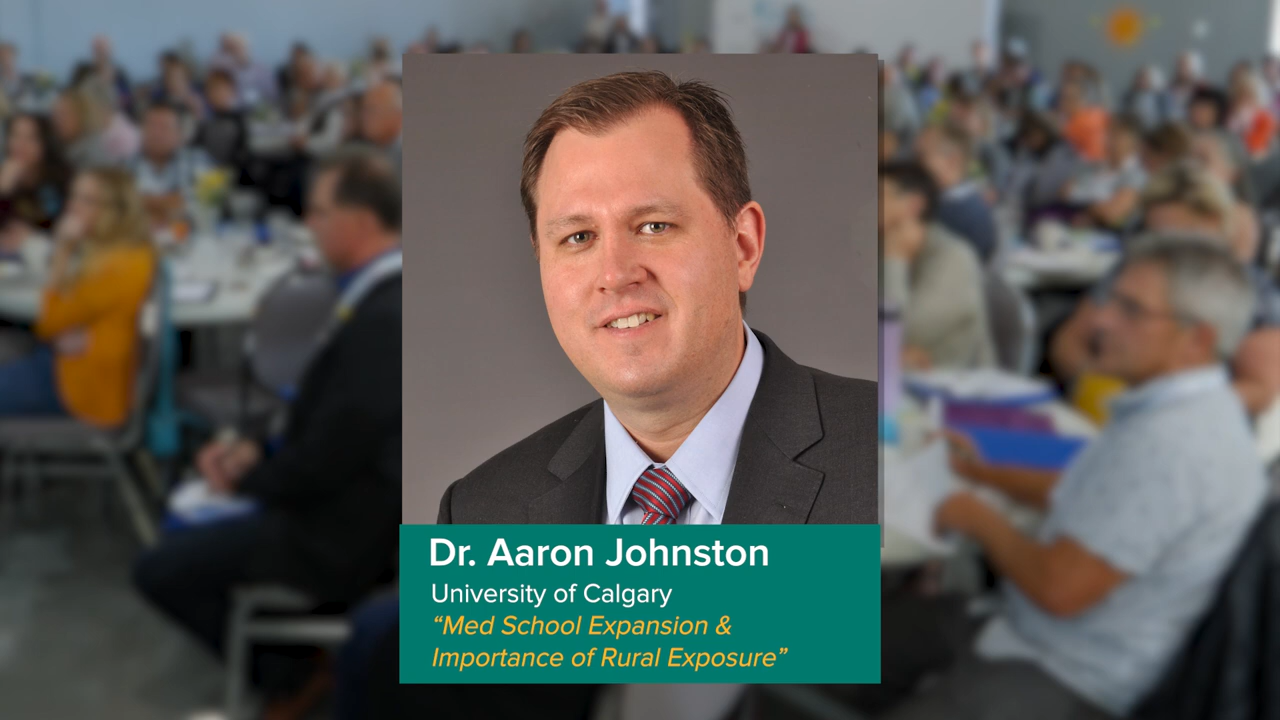 Dr. Aaron Johnston
University of Calgary
“Med School Expansion &
Importance of Rural Exposure”